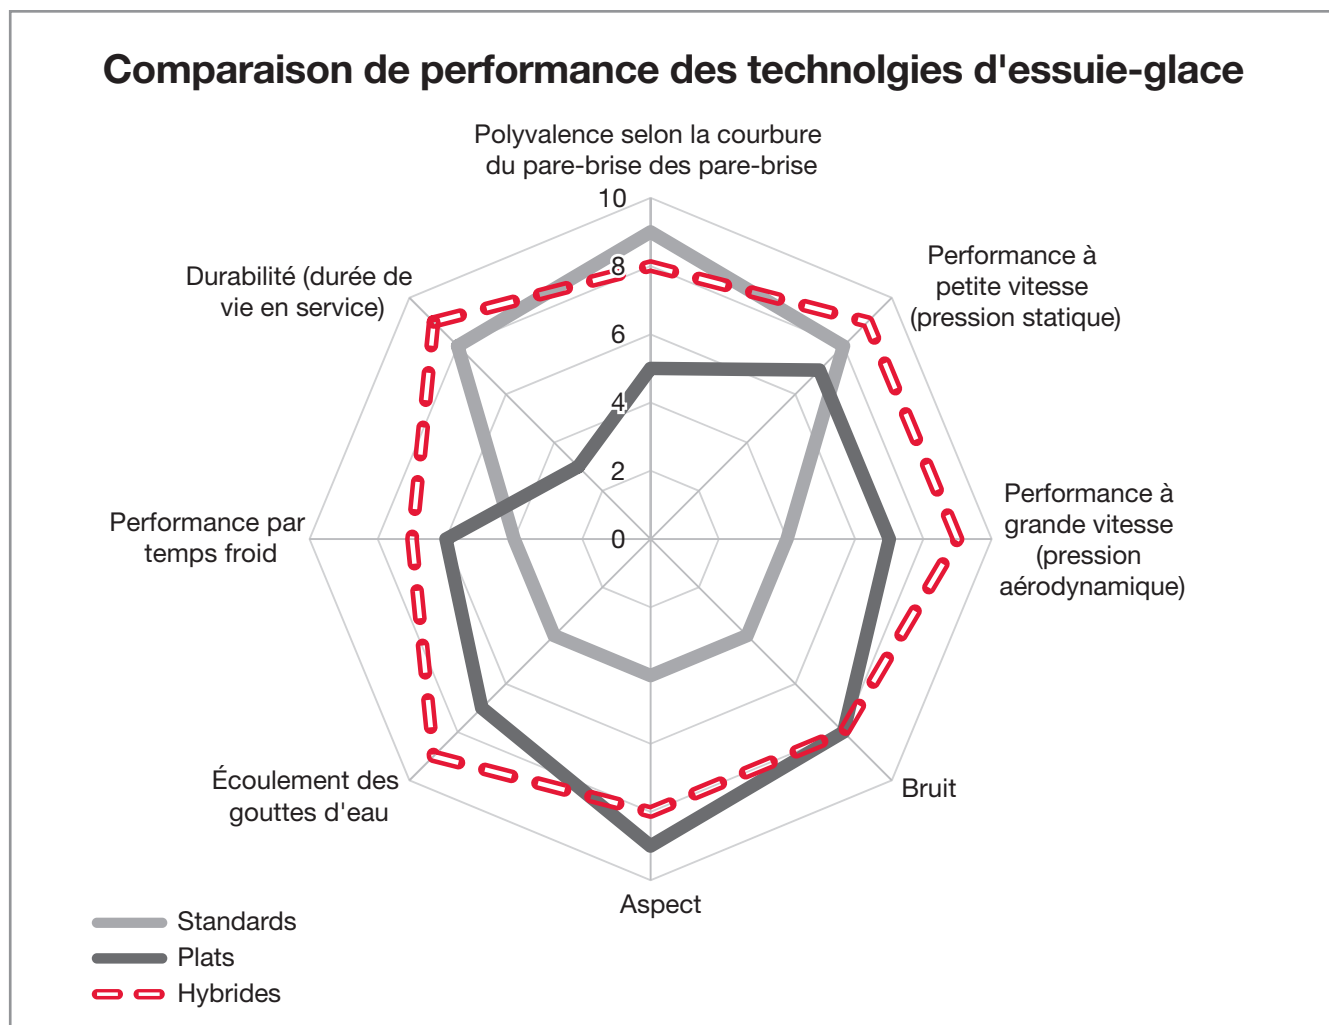 Comparaison de performance des technolgies d'essuie-glace
Polyvalence selon la courbure
du pare-brise des pare-brise
10
8
6
4
2
0
Performance à
petite vitesse
(pression statique)
Performance à
grande vitesse
(pression
aérodynamique)
Bruit
Aspect
Écoulement des
gouttes d'eau
Performance par
temps froid
Durabilité (durée de
vie en service)
Standards
Plats
Hybrides